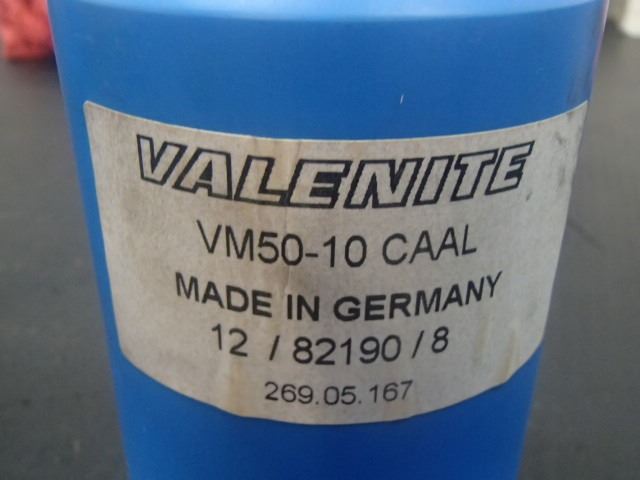 VALENITE
VM50-10 CAAL
MADE IN GERMANY
12 / 82190 / 8
269.05.167